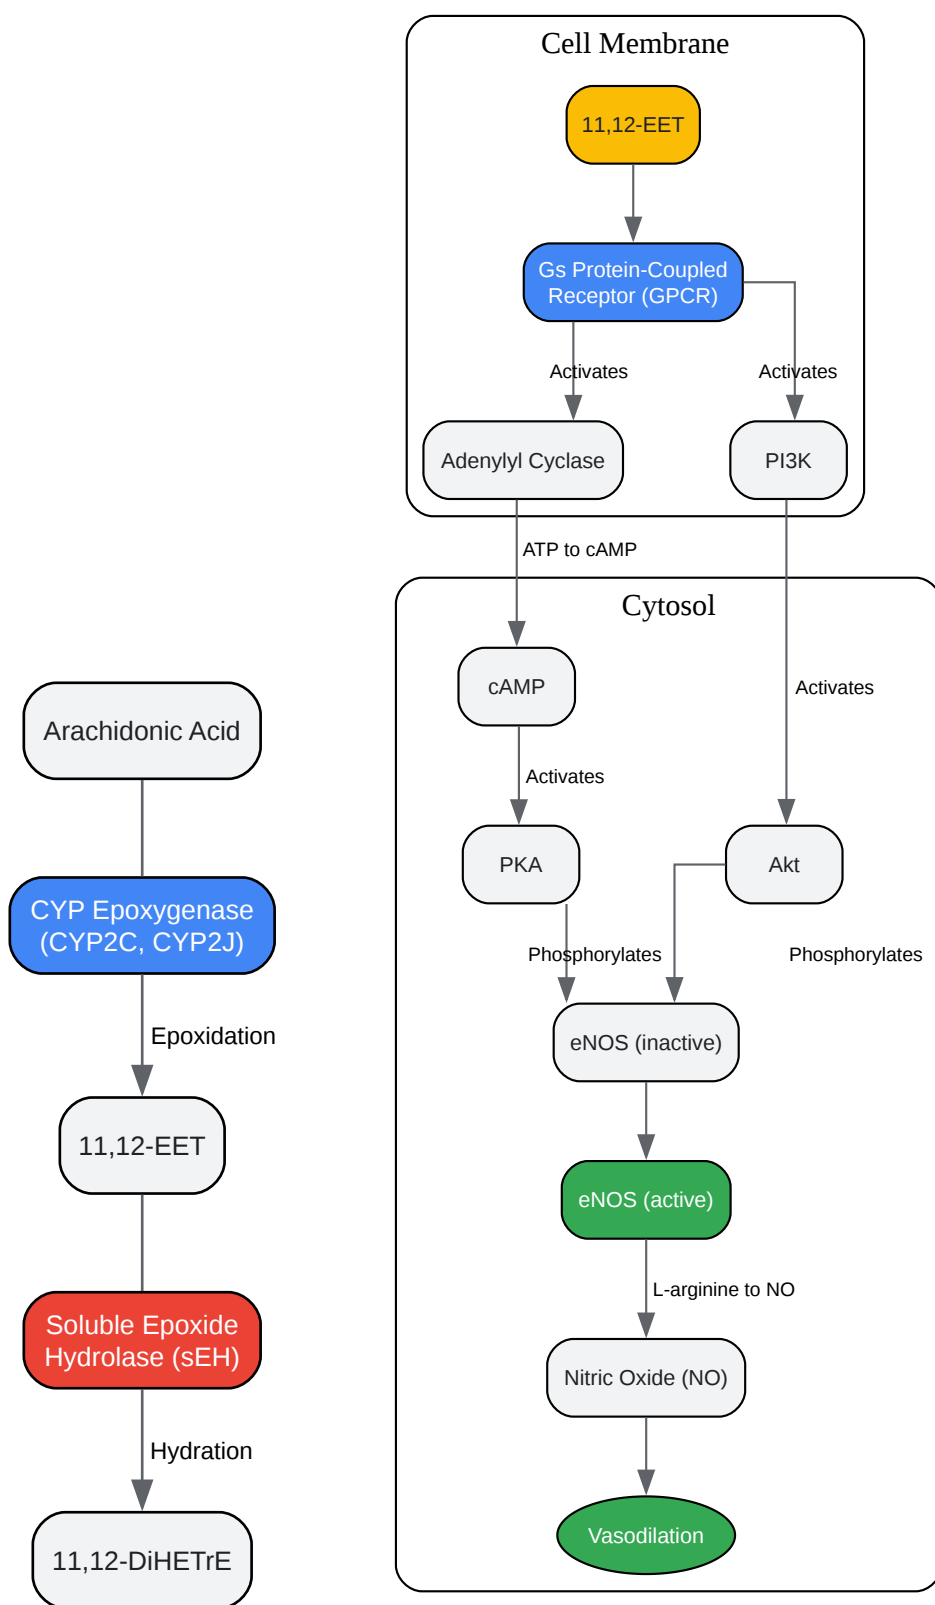 Cell Membrane
11,12-EET
Gs Protein-Coupled
Receptor (GPCR)
Activates
Activates
Adenylyl Cyclase
PI3K
ATP to cAMP
Cytosol
cAMP
Activates
Activates
PKA
Akt
Phosphorylates
Phosphorylates
eNOS (inactive)
eNOS (active)
L-arginine to NO
Nitric Oxide (NO)
Vasodilation
Arachidonic Acid
CYP Epoxygenase
(CYP2C, CYP2J)
Epoxidation
11,12-EET
Soluble Epoxide
Hydrolase (sEH)
Hydration
11,12-DiHETrE